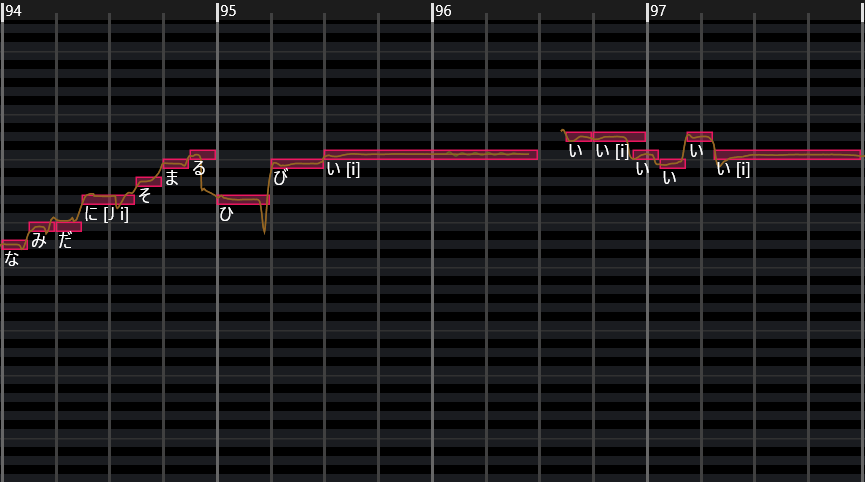 94 95 96 97
な み だ に [J i] そ ま る ひ び い [i] い い [i] い い い い [i]